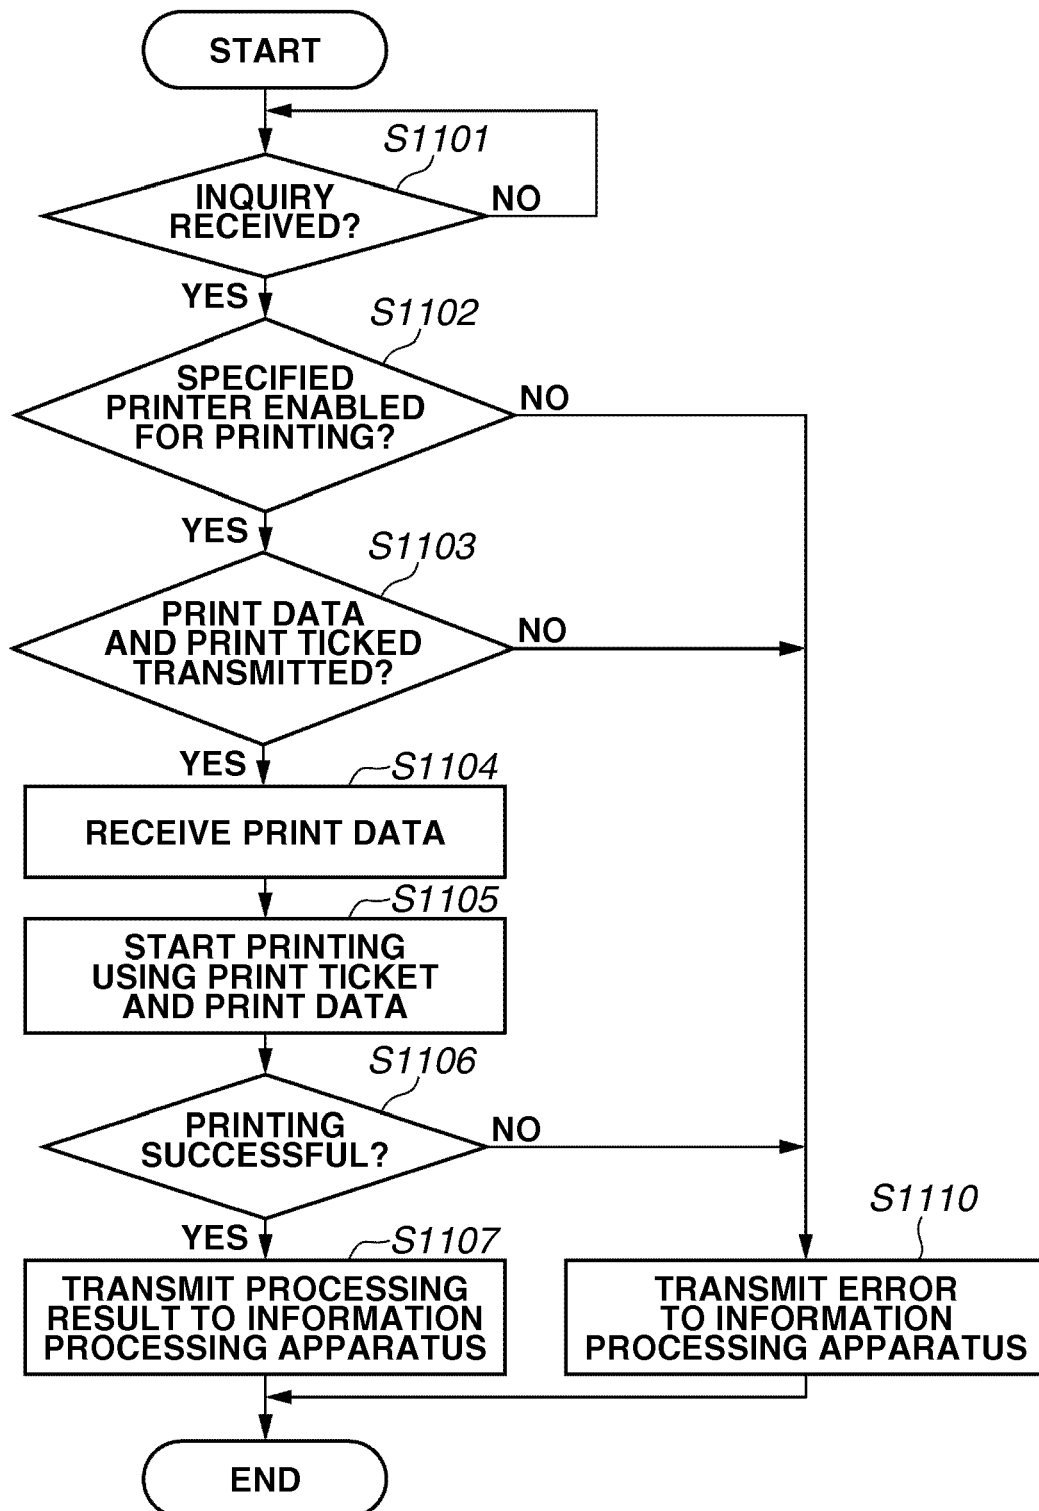 START
S1101
INQUIRY
RECEIVED?
NO
YES
S1102
SPECIFIED
PRINTER ENABLED
FOR PRINTING?
NO
YES
S1103
PRINT DATA
AND PRINT TICKED
TRANSMITTED?
NO
YES
S1104
RECEIVE PRINT DATA
S1105
START PRINTING
USING PRINT TICKET
AND PRINT DATA
S1106
PRINTING
SUCCESSFUL?
NO
YES
S1107
TRANSMIT PROCESSING
RESULT TO INFORMATION
PROCESSING APPARATUS
S1110
TRANSMIT ERROR
TO INFORMATION
PROCESSING APPARATUS
END